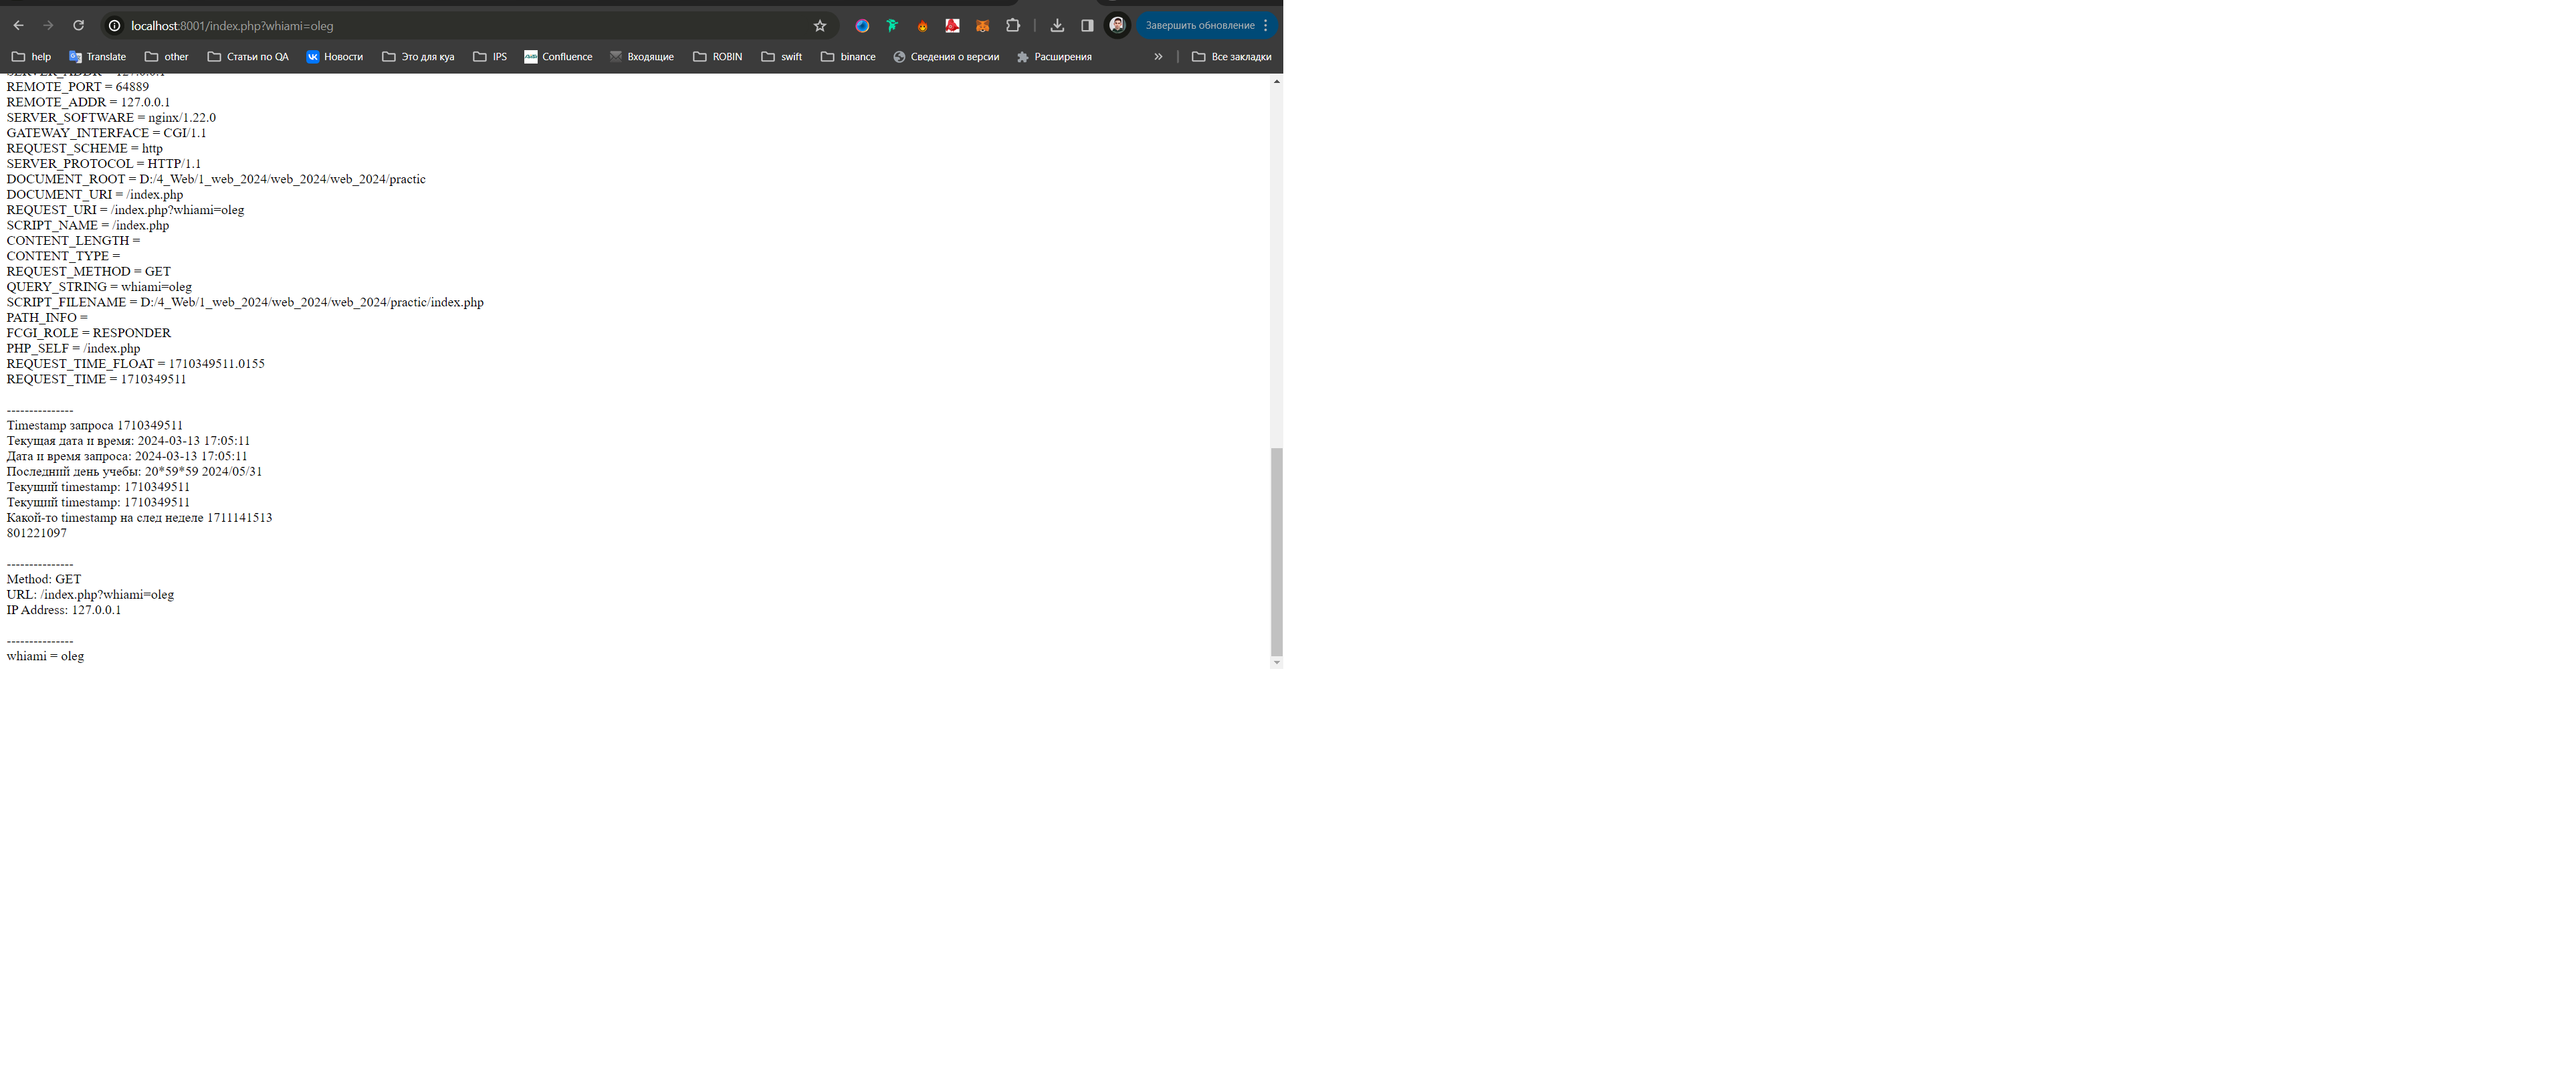 localhost:8001/index.php?whiami=oleg
Завершить обновление
help Translate other Статьи по QA Новости Это для куа IPS Confluence Входящие ROBIN swift binance Сведения о версии Расширения Все закладки
SERVER_ADDR = 127.0.0.1
REMOTE_PORT = 64889
REMOTE_ADDR = 127.0.0.1
SERVER_SOFTWARE = nginx/1.22.0
GATEWAY_INTERFACE = CGI/1.1
REQUEST_SCHEME = http
SERVER_PROTOCOL = HTTP/1.1
DOCUMENT_ROOT = D:/4_Web/1_web_2024/web_2024/web_2024/practic
DOCUMENT_URI = /index.php
REQUEST_URI = /index.php?whiami=oleg
SCRIPT_NAME = /index.php
CONTENT_LENGTH =
CONTENT_TYPE =
REQUEST_METHOD = GET
QUERY_STRING = whiami=oleg
SCRIPT_FILENAME = D:/4_Web/1_web_2024/web_2024/web_2024/practic/index.php
PATH_INFO =
FCGI_ROLE = RESPONDER
PHP_SELF = /index.php
REQUEST_TIME_FLOAT = 1710349511.0155
REQUEST_TIME = 1710349511
---------------
Timestamp запроса 1710349511
Текущая дата и время: 2024-03-13 17:05:11
Дата и время запроса: 2024-03-13 17:05:11
Последний день учебы: 20*59*59 2024/05/31
Текущий timestamp: 1710349511
Текущий timestamp: 1710349511
Какой-то timestamp на след неделе 1711141513
801221097
---------------
Method: GET
URL: /index.php?whiami=oleg
IP Address: 127.0.0.1
---------------
whiami = oleg